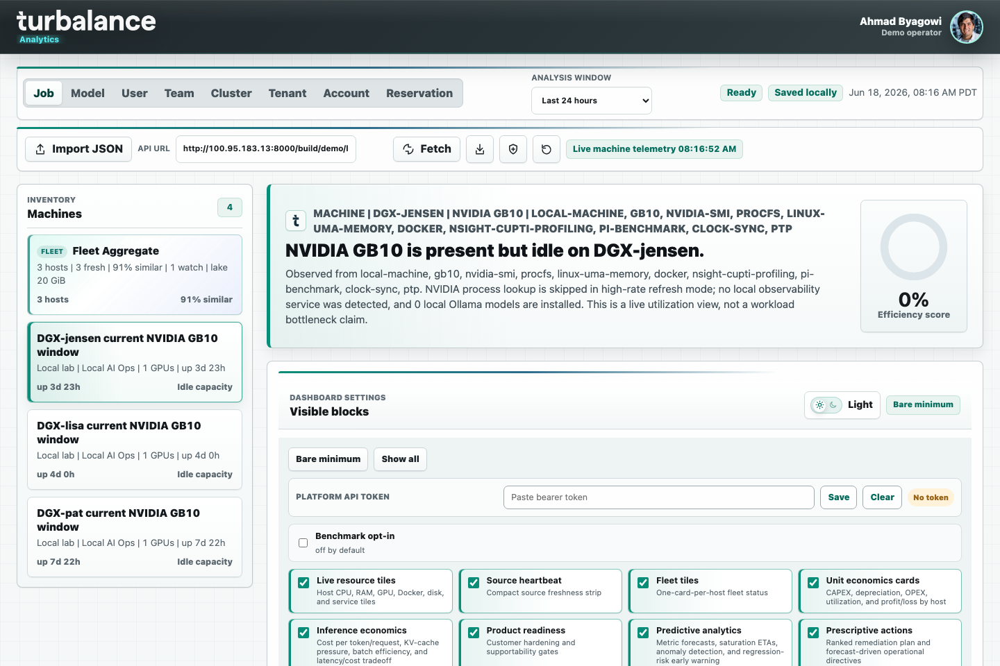 turbalance
Analytics
Ahmad Byagowi
Demo operator
Job Model User Team Cluster Tenant Account Reservation
ANALYSIS WINDOW
Last 24 hours
Ready Saved locally Jun 18, 2026, 08:16 AM PDT
Import JSON API URL http://100.95.183.13:8000/build/demo/l Fetch Live machine telemetry 08:16:52 AM
INVENTORY
Machines
4
FLEET Fleet Aggregate
3 hosts | 3 fresh | 91% similar | 1 watch | lake
20 GiB
3 hosts 91% similar
DGX-jensen current NVIDIA GB10
window
Local lab | Local AI Ops | 1 GPUs | up 3d 23h
up 3d 23h Idle capacity
DGX-lisa current NVIDIA GB10
window
Local lab | Local AI Ops | 1 GPUs | up 4d 0h
up 4d 0h Idle capacity
DGX-pat current NVIDIA GB10
window
Local lab | Local AI Ops | 1 GPUs | up 7d 22h
up 7d 22h Idle capacity
t
MACHINE | DGX-JENSEN | NVIDIA GB10 | LOCAL-MACHINE, GB10, NVIDIA-SMI, PROCFS, LINUX-
UMA-MEMORY, DOCKER, NSIGHT-CUPTI-PROFILING, PI-BENCHMARK, CLOCK-SYNC, PTP
NVIDIA GB10 is present but idle on DGX-jensen.
Observed from local-machine, gb10, nvidia-smi, procfs, linux-uma-memory, docker, nsight-cupti-profiling, pi-
benchmark, clock-sync, ptp. NVIDIA process lookup is skipped in high-rate refresh mode; no local observability
service was detected, and 0 local Ollama models are installed. This is a live utilization view, not a workload
bottleneck claim.
0%
Efficiency score
DASHBOARD SETTINGS
Visible blocks
Light Bare minimum
Bare minimum Show all
PLATFORM API TOKEN Paste bearer token Save Clear No token
Benchmark opt-in
off by default
Live resource tiles
Host CPU, RAM, GPU, Docker, disk,
and service tiles
Source heartbeat
Compact source freshness strip
Fleet tiles
One-card-per-host fleet status
Unit economics cards
CAPEX, depreciation, OPEX,
utilization, and profit/loss by host
Inference economics
Cost per token/request, KV-cache
pressure, batch efficiency, and
latency/cost tradeoff
Product readiness
Customer hardening and
supportability gates
Predictive analytics
Metric forecasts, saturation ETAs,
anomaly detection, and regression-
risk early warning
Prescriptive actions
Ranked remediation plan and
forecast-driven operational
directives